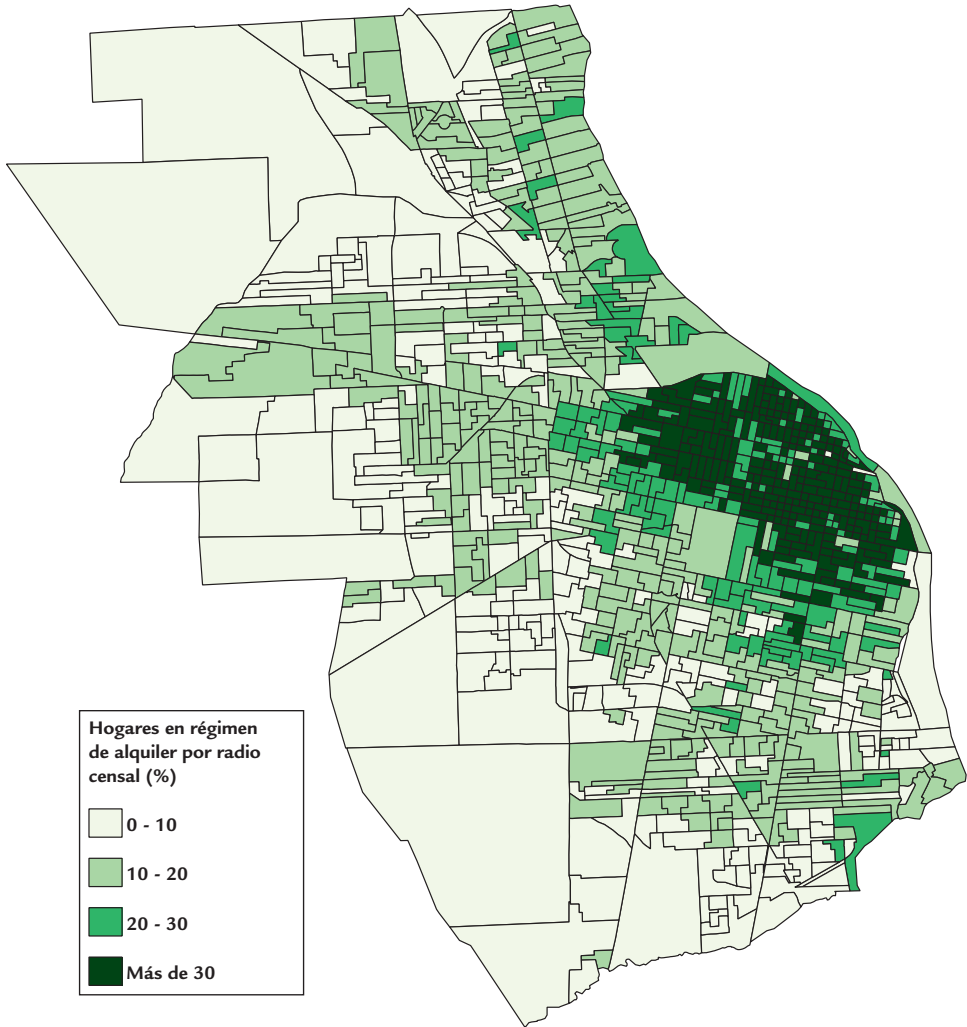 Hogares en régimen
de alquiler por radio
censal (%)
0 - 10
10 - 20
20 - 30
Más de 30